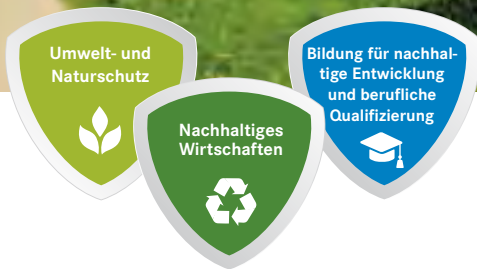 Umwelt- und
Naturschutz
Nachhaltiges
Wirtschaften
Bildung für nachhal-
tige Entwicklung
und berufliche
Qualifizierung